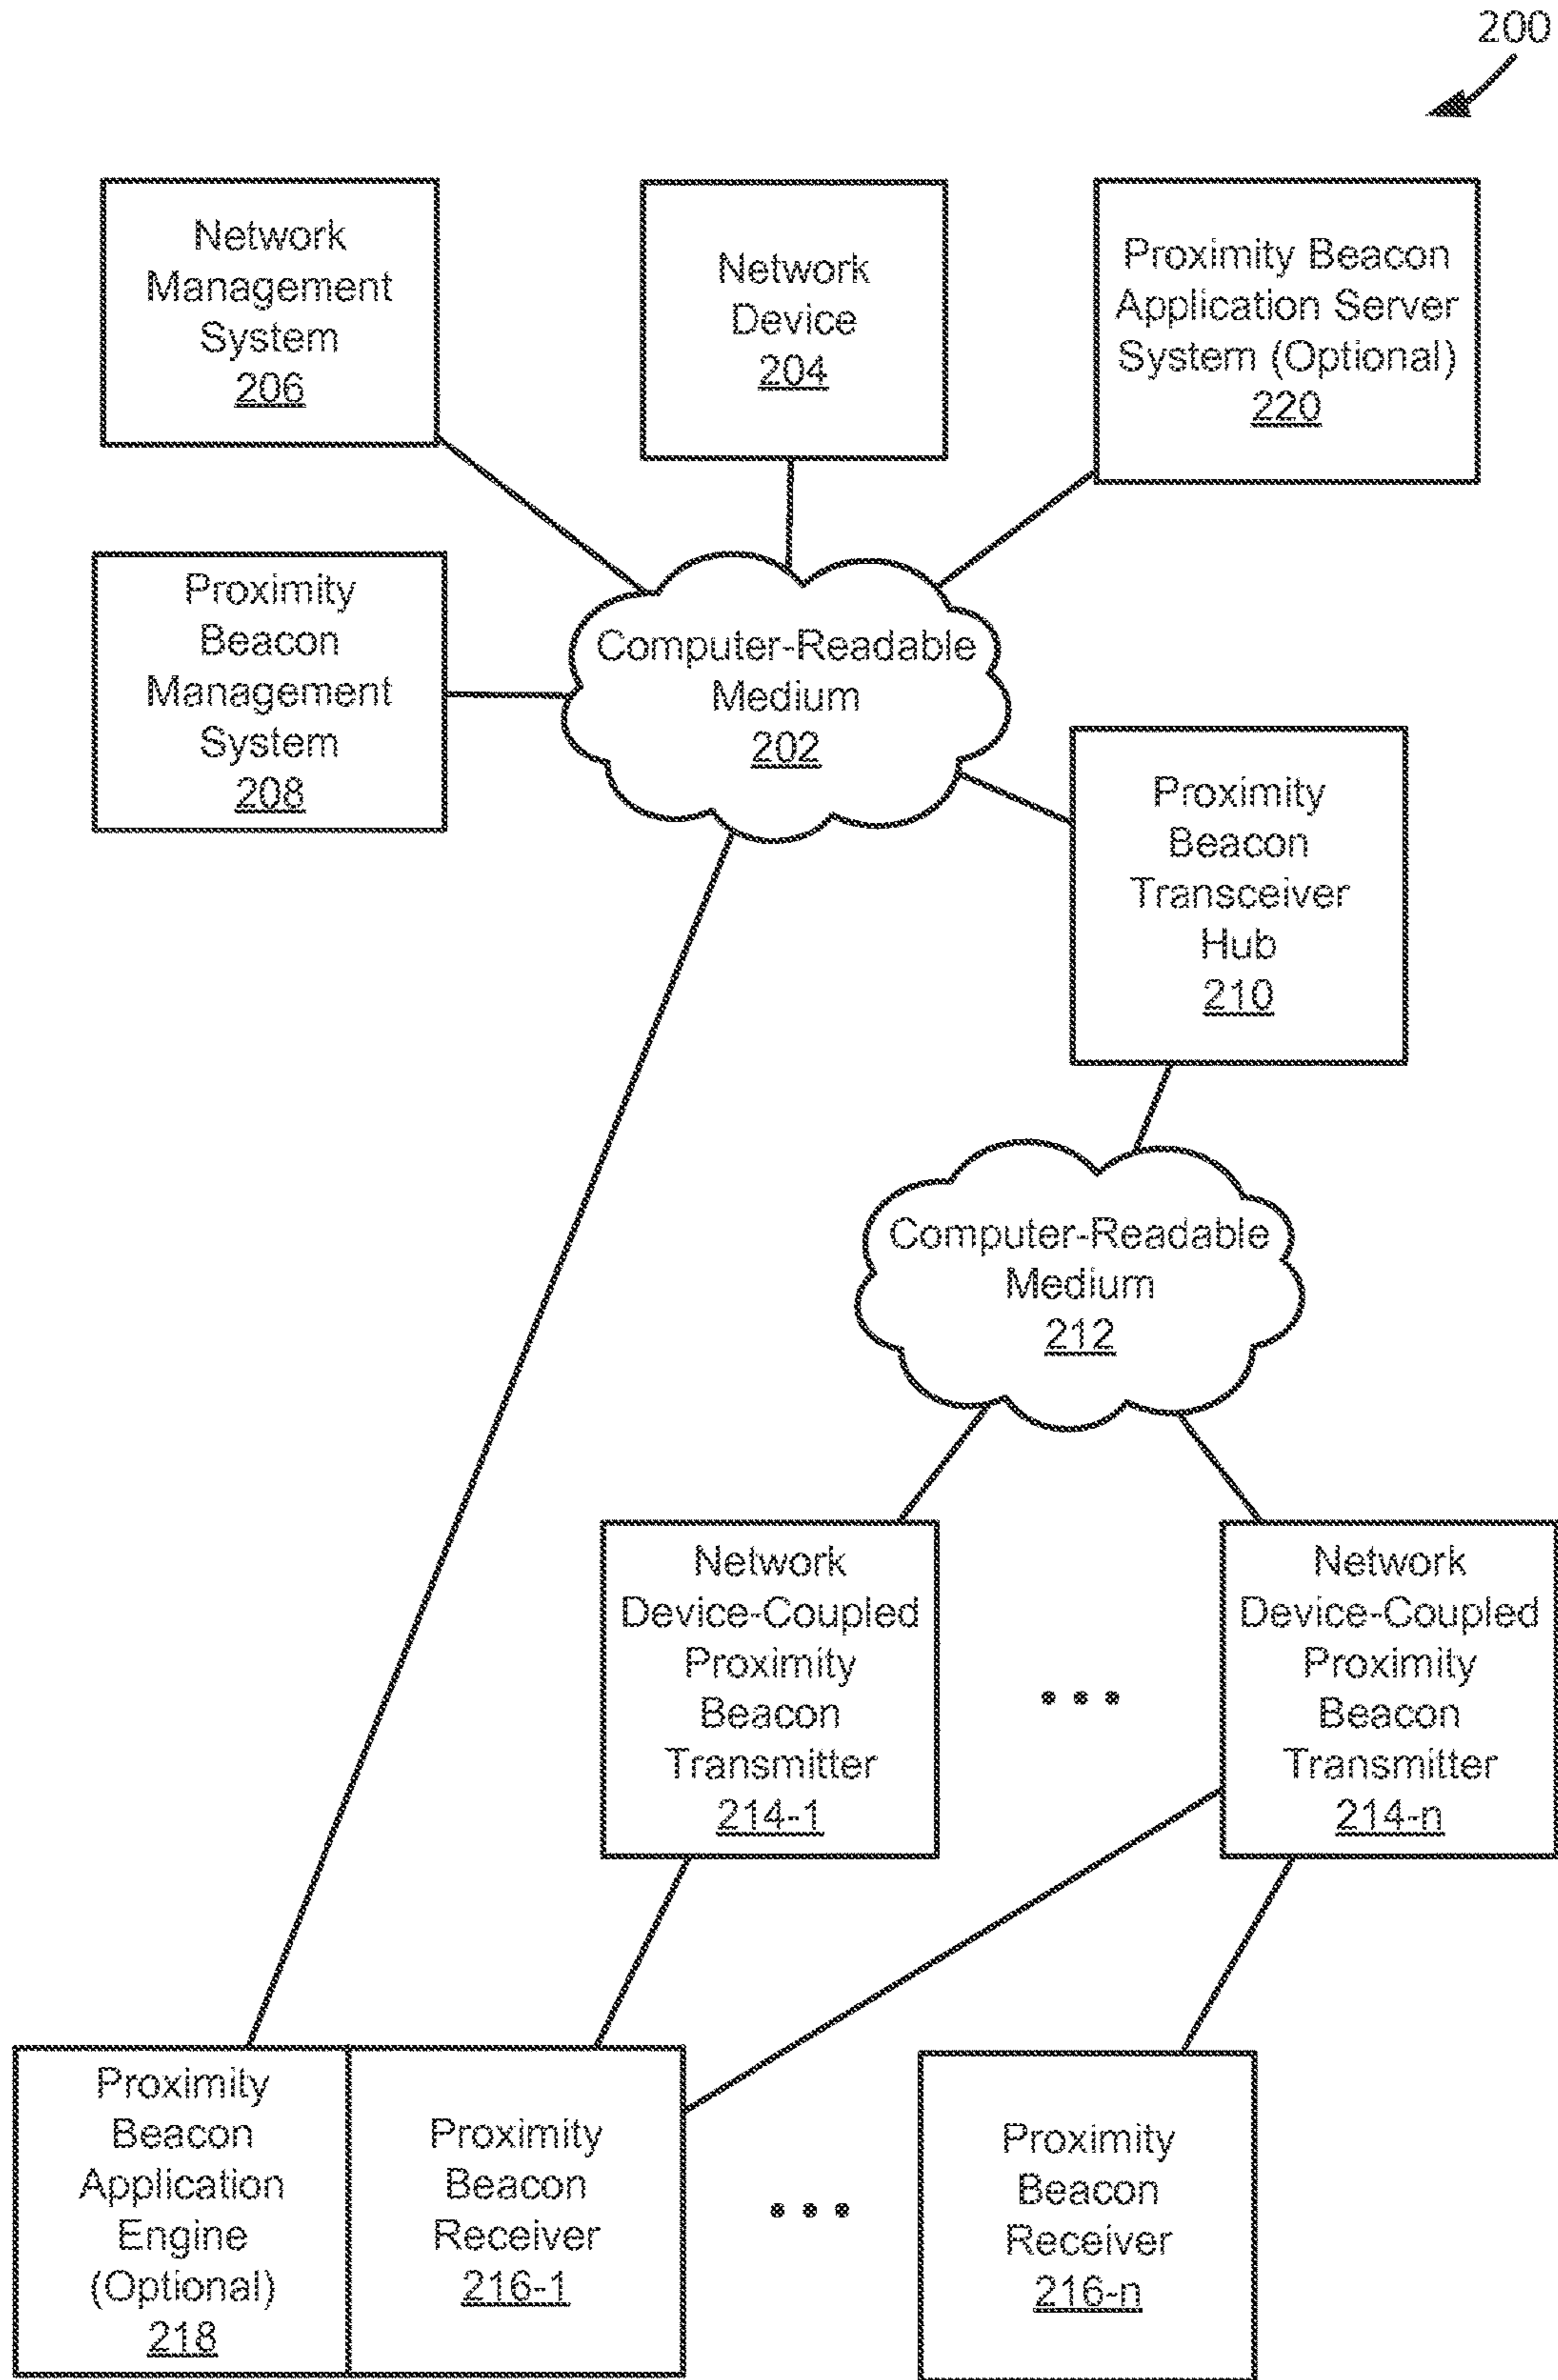 200
Network
Management
System
206
Network
Device
204
Proximity Beacon
Application Server
System (Optional)
220
Proximity
Beacon
Management
System
208
Computer-Readable
Medium
202
Proximity
Beacon
Transceiver
Hub
210
Computer-Readable
Medium
212
Network
Device-Coupled
Proximity
Beacon
Transmitter
214-1
...
Network
Device-Coupled
Proximity
Beacon
Transmitter
214-n
Proximity
Beacon
Application
Engine
(Optional)
218
Proximity
Beacon
Receiver
216-1
...
Proximity
Beacon
Receiver
216-n